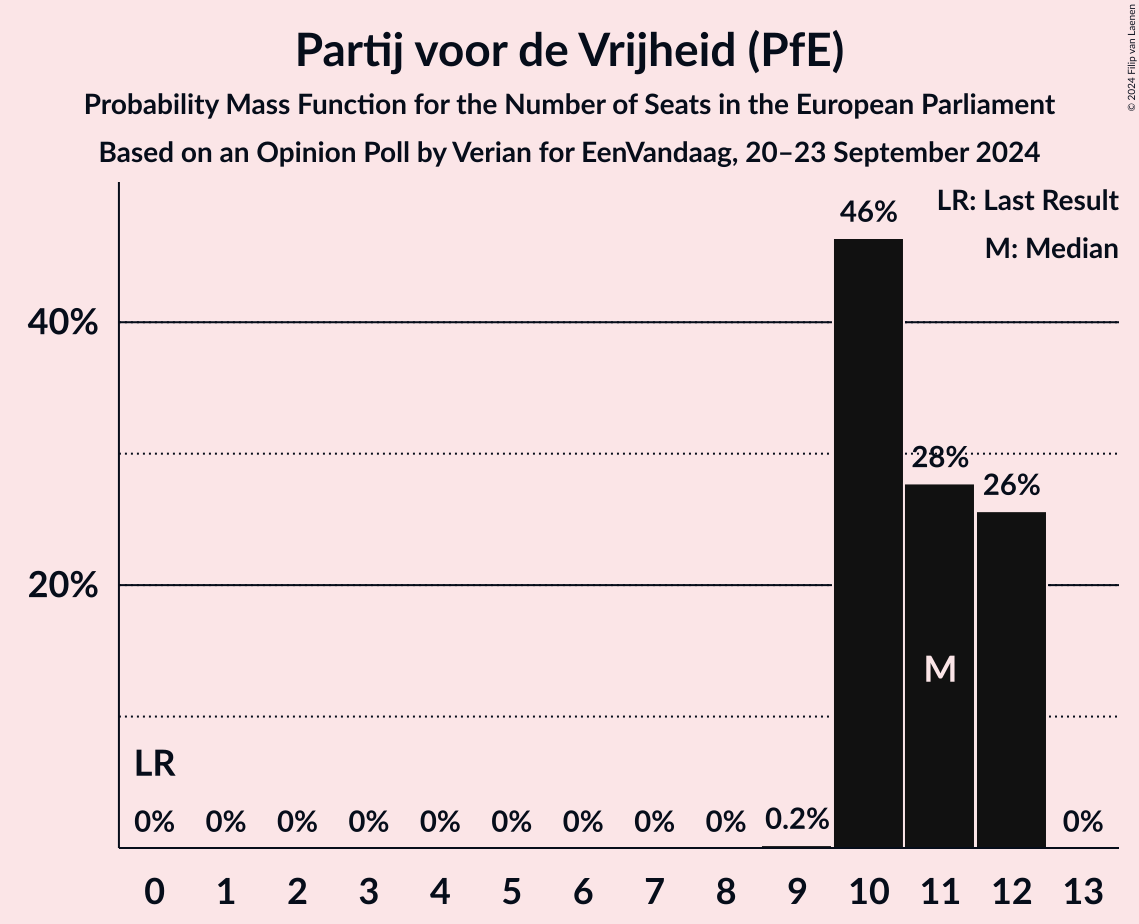 Partij voor de Vrijheid (PfE)
Probability Mass Function for the Number of Seats in the European Parliament
Based on an Opinion Poll by Verian for EenVandaag, 20–23 September 2024
© 2024 Filip van Laenen
LR: Last Result
M: Median
46%
40%
28%
26%
20%
M
LR
0% 0% 0% 0% 0% 0% 0% 0% 0% 0.2% 0%
0 1 2 3 4 5 6 7 8 9 10 11 12 13